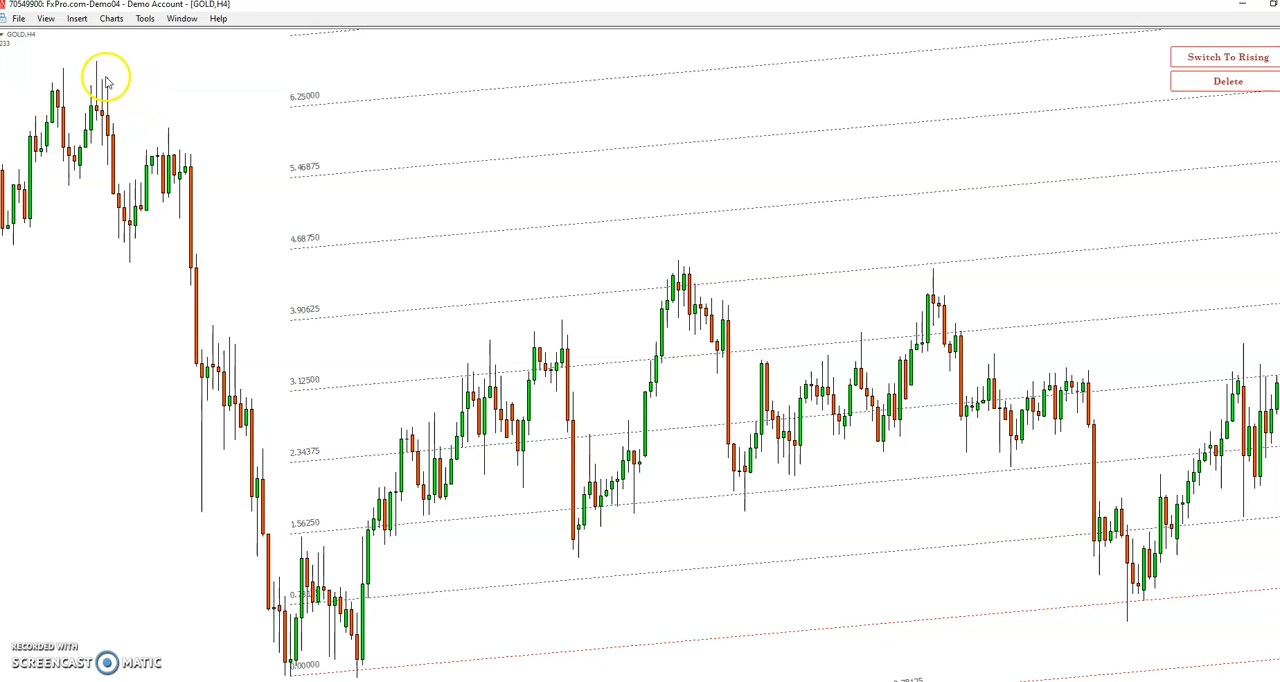 70549900: FxPro.com-Demo04 - Demo Account - [GOLD,H4]
File View Insert Charts Tools Window Help
GOLD,H4
233
Switch To Rising
Delete
6.25000
5.46875
4.68750
3.90625
3.12500
2.34375
1.56250
0.00000
RECORDED WITH
SCREENCAST MATIC